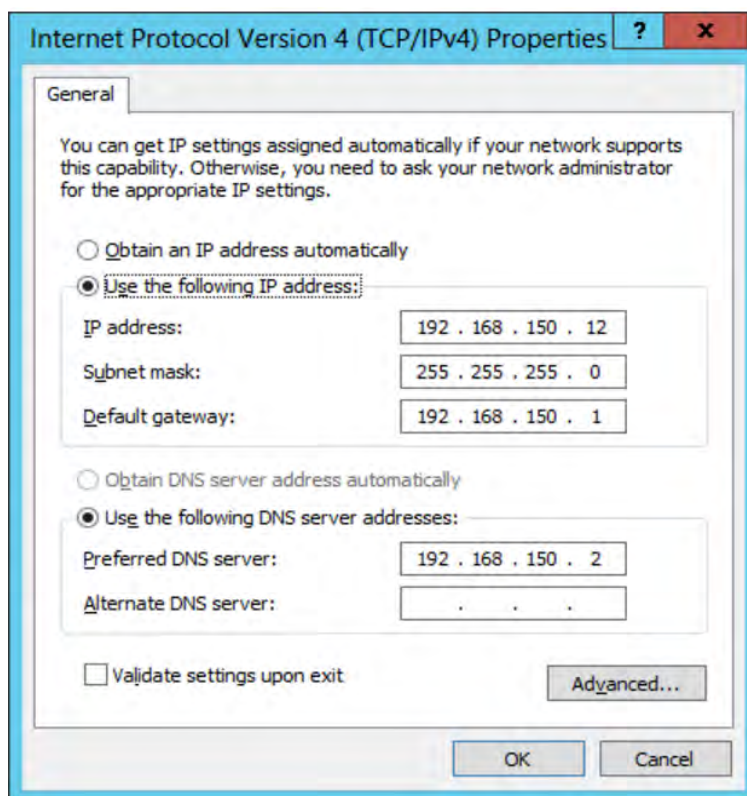 Internet Protocol Version 4 (TCP/IPv4) Properties ? x
General
You can get IP settings assigned automatically if your network supports
this capability. Otherwise, you need to ask your network administrator
for the appropriate IP settings.
Obtain an IP address automatically
Use the following IP address:
IP address: 192 . 168 . 150 . 12
Subnet mask: 255 . 255 . 255 . 0
Default gateway: 192 . 168 . 150 . 1
Obtain DNS server address automatically
Use the following DNS server addresses:
Preferred DNS server: 192 . 168 . 150 . 2
Alternate DNS server: . . .
Validate settings upon exit
Advanced...
OK Cancel